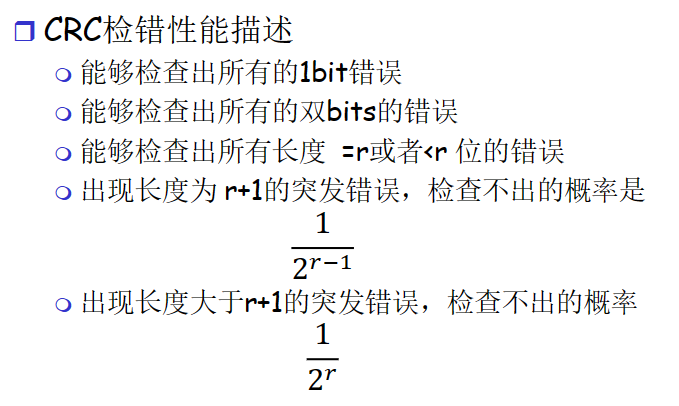 CRC检错性能描述
能够检查出所有的1bit错误
能够检查出所有的双bits的错误
能够检查出所有长度 =r或者<r 位的错误
出现长度为 r+1的突发错误，检查不出的概率是
1
2^{r-1}
出现长度大于r+1的突发错误，检查不出的概率
1
2^r